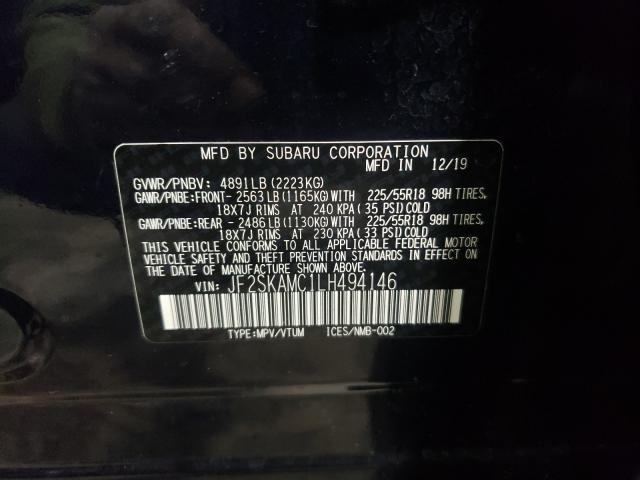 MFD BY SUBARU CORPORATION
MFD IN 12/19
GVWR/PNBV: 4891LB(2223KG)
GAWR/PNBE:FRONT-2563LB(1165KG)WITH 225/55R18 98H TIRES,
18X7J RIMS AT 240 KPA(35 PSI)COLD
GAWR/PNBE:REAR -2486LB(1130KG)WITH 225/55R18 98H TIRES,
18X7J RIMS AT 230 KPA(33 PSI)COLD
THIS VEHICLE CONFORMS TO ALL APPLICABLE FEDERAL MOTOR
VEHICLE SAFETY AND THEFT PREVENTION STANDARDS IN EFFECT
ON THE DATE OF MANUFACTURE SHOWN ABOVE.
VIN: JF2SKAMC1LH494146
TYPE:MPV/VTUM ICES/NMB-002